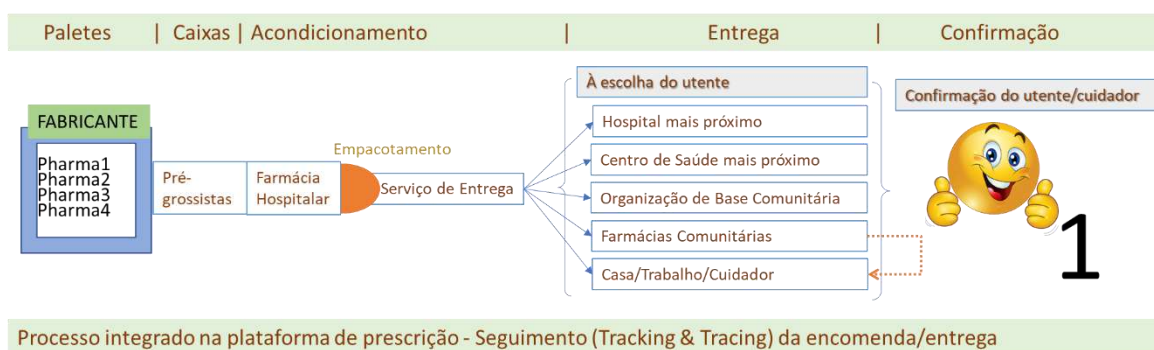 Paletes | Caixas | Acondicionamento | Entrega | Confirmação
À escolha do utente
Confirmação do utente/cuidador
FABRICANTE
Hospital mais próximo
Empacotamento
Pharma1
Pharma2
Pharma3
Pharma4
Pré-
grossistas
Farmácia
Hospitalar
Serviço de Entrega
Centro de Saúde mais próximo
Organização de Base Comunitária
Farmácias Comunitárias
Casa/Trabalho/Cuidador
1
Processo integrado na plataforma de prescrição - Seguimento (Tracking & Tracing) da encomenda/entrega